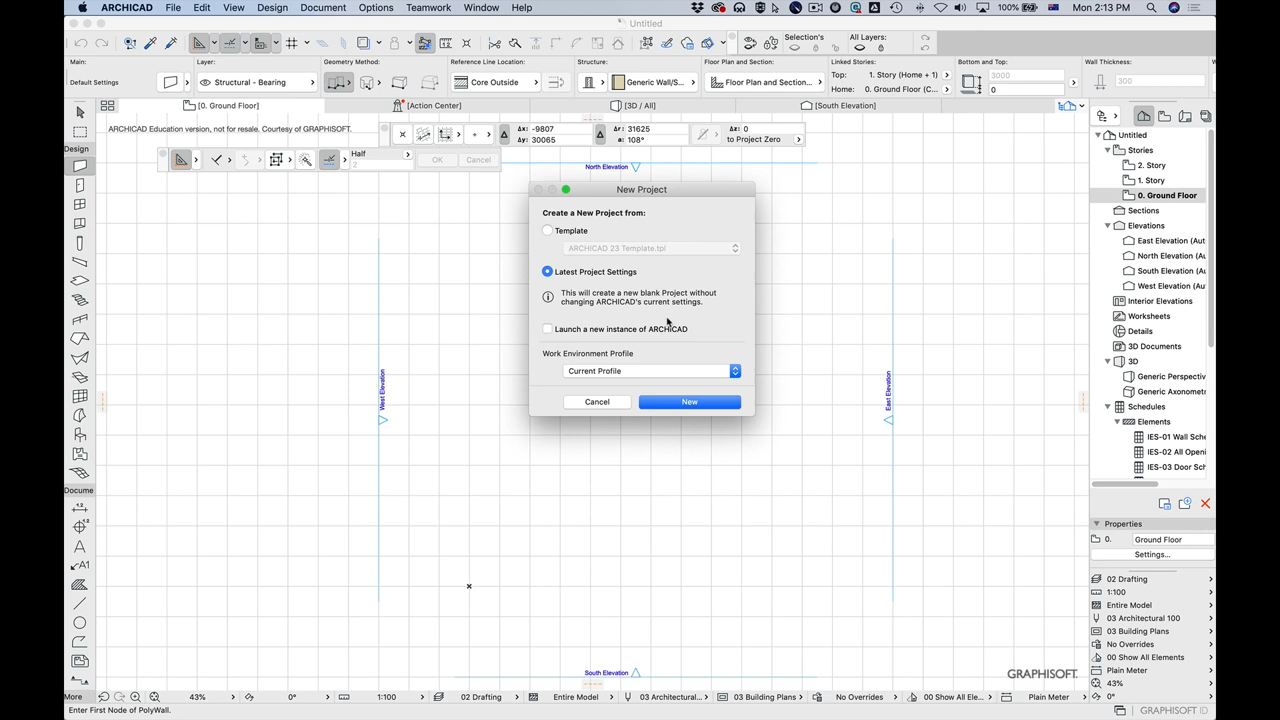 ARCHICAD File Edit View Design Document Options Teamwork Window Help 100% Mon 2:13 PM
Untitled
Selection's All Layers:
Main: Layer: Geometry Method: Reference Line Location: Structure: Floor Plan and Section: Linked Stories: Bottom and Top: Wall Thickness:
Default Settings Structural - Bearing Core Outside Generic Wall/S... Floor Plan and Section... Top: 1. Story (Home + 1) 3000
Home: 0. Ground Floor (C... 0 300
[0. Ground Floor] [Action Center] [3D / All] [South Elevation]
ARCHICAD Education version, not for resale. Courtesy of GRAPHISOFT.
Δx: -9807 Δr: 31625 Δz: 0
Δy: 30065 a: 108° to Project Zero
Half
2 OK Cancel
Design
Docume
More
North Elevation
West Elevation
East Elevation
South Elevation
New Project
Create a New Project from:
Template
ARCHICAD 23 Template.tpl
Latest Project Settings
This will create a new blank Project without
changing ARCHICAD's current settings.
Launch a new instance of ARCHICAD
Work Environment Profile
Current Profile
Cancel New
GRAPHISOFT.
Untitled
Stories
2. Story
1. Story
0. Ground Floor
Sections
Elevations
East Elevation (Aut
North Elevation (Au
South Elevation (Au
West Elevation (Au
Interior Elevations
Worksheets
Details
3D Documents
3D
Generic Perspectiv
Generic Axonometr
Schedules
Elements
IES-01 Wall Sche
IES-02 All Openi
IES-03 Door Sch
Properties
0. Ground Floor
Settings...
02 Drafting
1:100
Entire Model
03 Architectural 100
03 Building Plans
No Overrides
00 Show All Elements
Plain Meter
43%
0°
43% 0° 1:100 02 Drafting Entire Model 03 Architectural... 03 Building Plans No Overrides 00 Show All Ele... Plain Meter
Enter First Node of PolyWall.
GRAPHISOFT ID